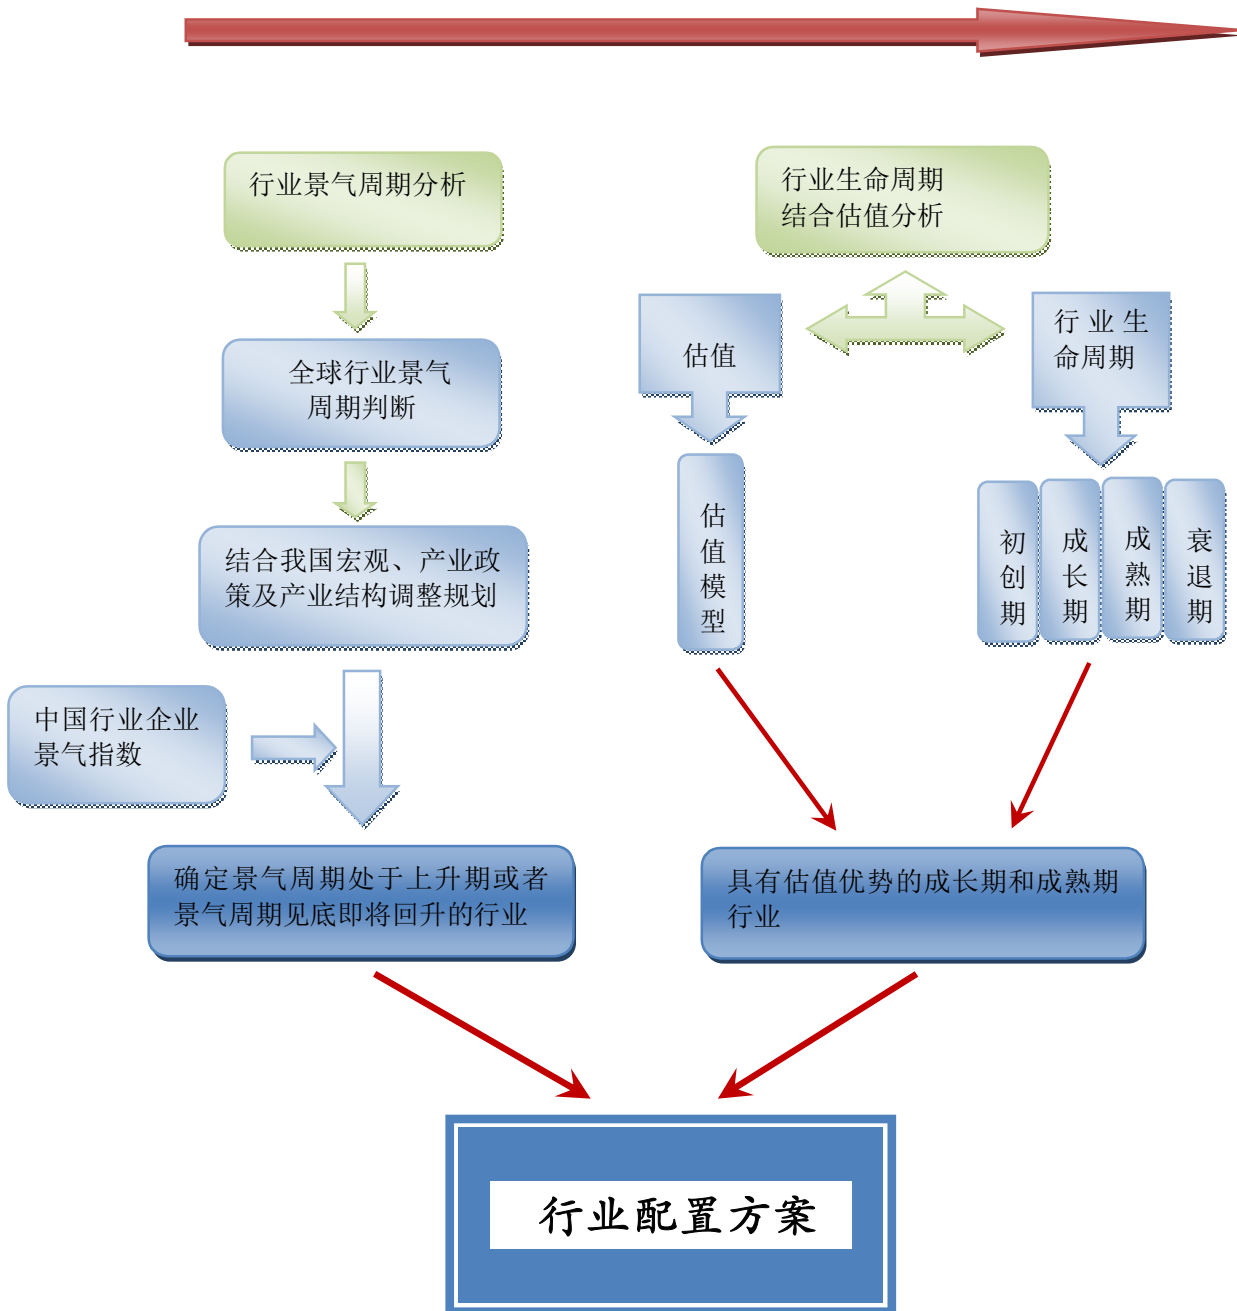 行业景气周期分析
全球行业景气
周期判断
结合我国宏观、产业政
策及产业结构调整规划
中国行业企业
景气指数
确定景气周期处于上升期或者
景气周期见底即将回升的行业
行业生命周期
结合估值分析
估值
行业生
命周期
估值模型
初创期
成长期
成熟期
衰退期
具有估值优势的成长期和成熟期
行业
行业配置方案